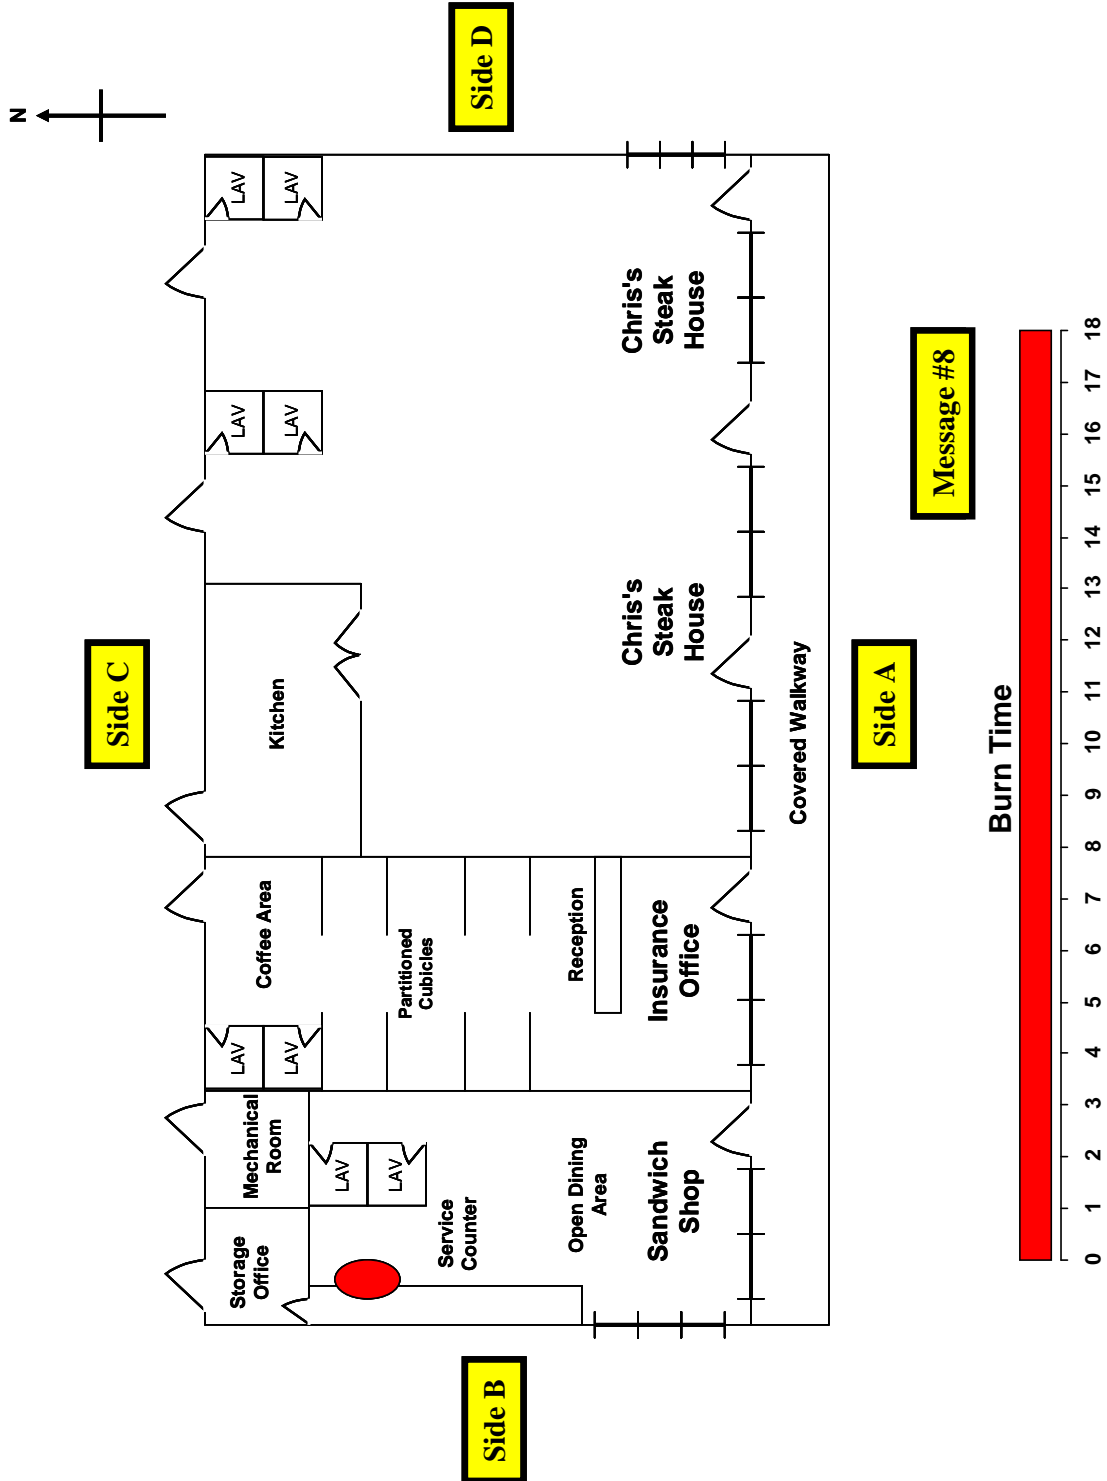 N
Side C
Storage
Office
Mechanical
Room
LAV
LAV
Coffee Area
Kitchen
LAV
LAV
LAV
LAV
LAV
LAV
Side B
Service
Counter
Partitioned
Cubicles
Side D
Open Dining
Area
Reception
Sandwich
Shop
Insurance
Office
Chris's
Steak
House
Chris's
Steak
House
Covered Walkway
Side A
Message #8
Burn Time
0 1 2 3 4 5 6 7 8 9 10 11 12 13 14 15 16 17 18